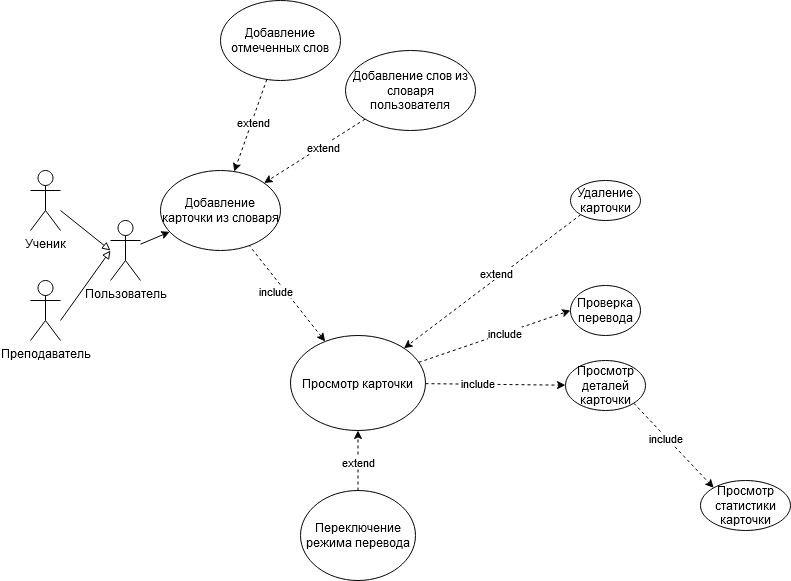 Добавление
отмеченных слов
Добавление слов из
словаря
пользователя
extend
extend
Добавление
карточки из словаря
Ученик
Пользователь
Преподаватель
include
Удаление
карточки
extend
Проверка
перевода
include
Просмотр карточки
include
Просмотр
деталей
карточки
include
extend
Просмотр
статистики
карточки
Переключение
режима перевода